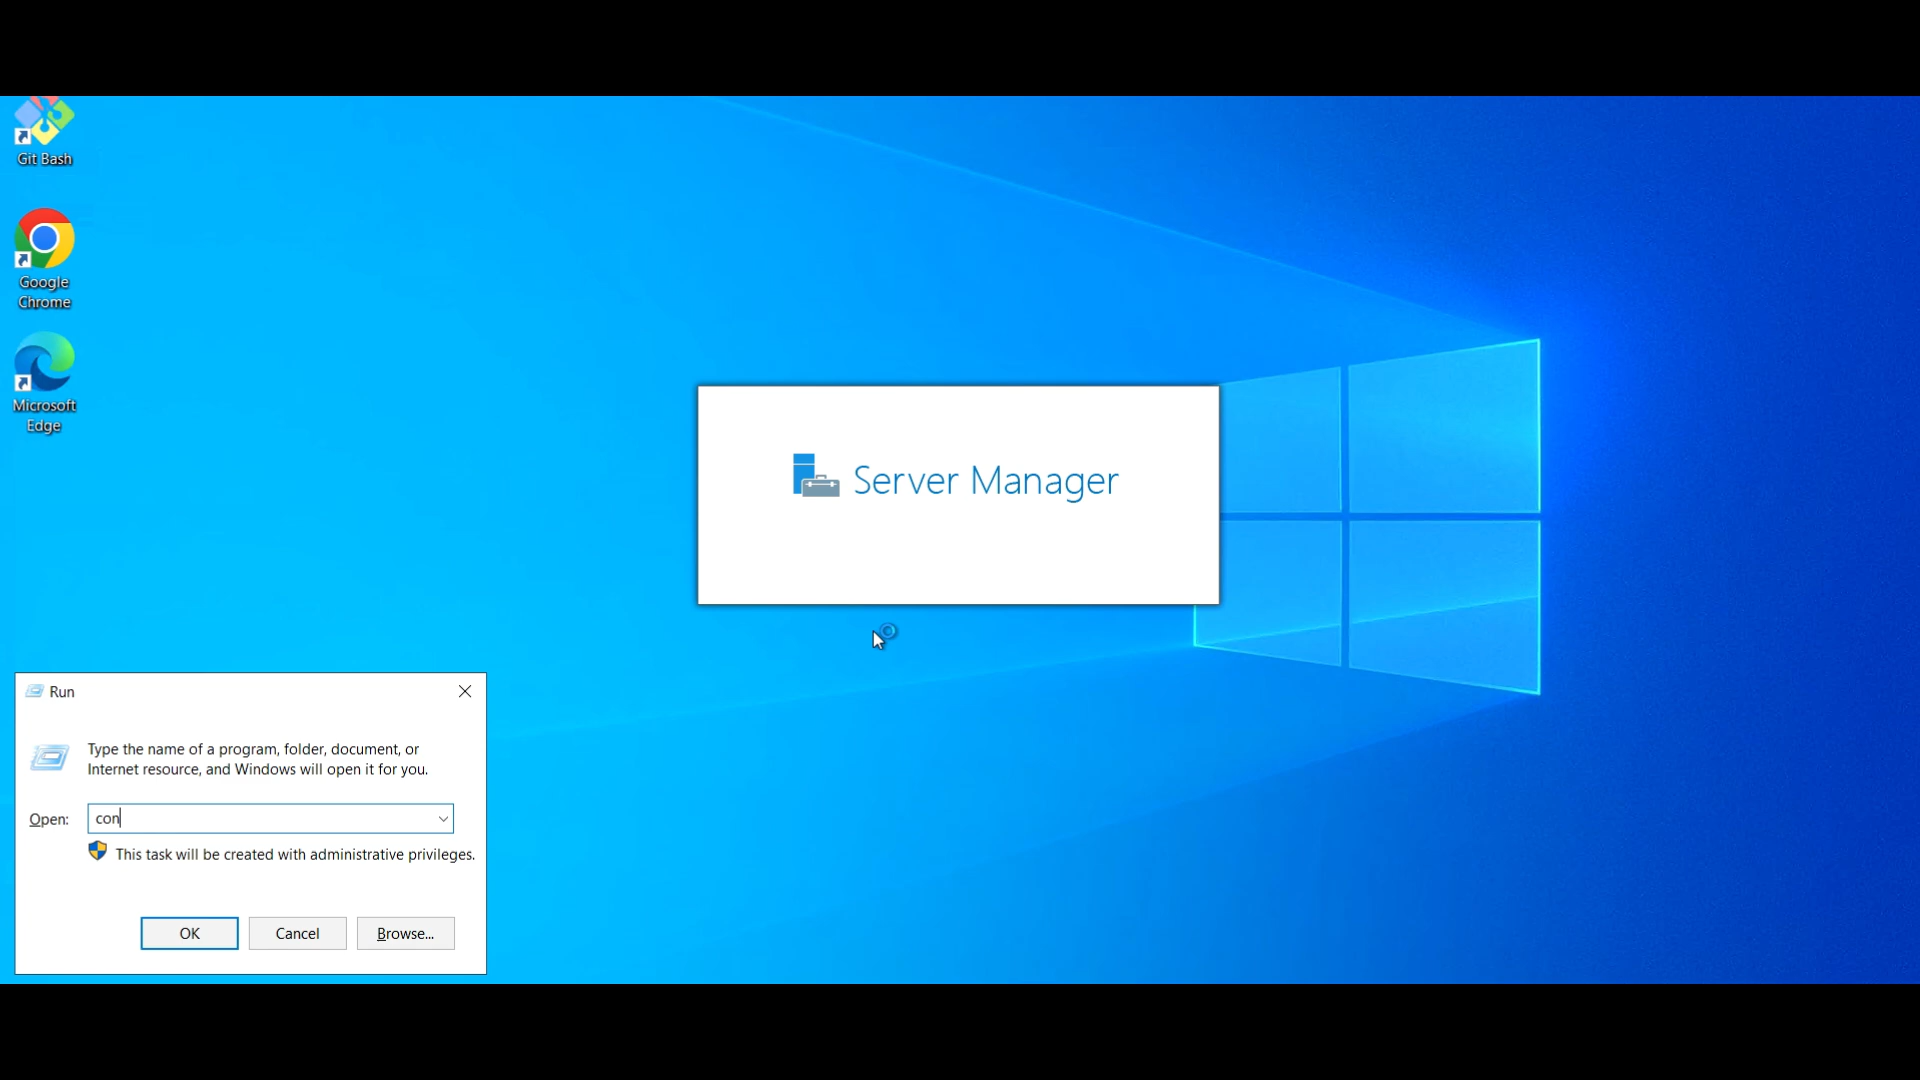 Git Bash
Google
Chrome
Microsoft
Edge
Server Manager
Run
Type the name of a program, folder, document, or
Internet resource, and Windows will open it for you.
Open:
con
This task will be created with administrative privileges.
OK
Cancel
Browse...